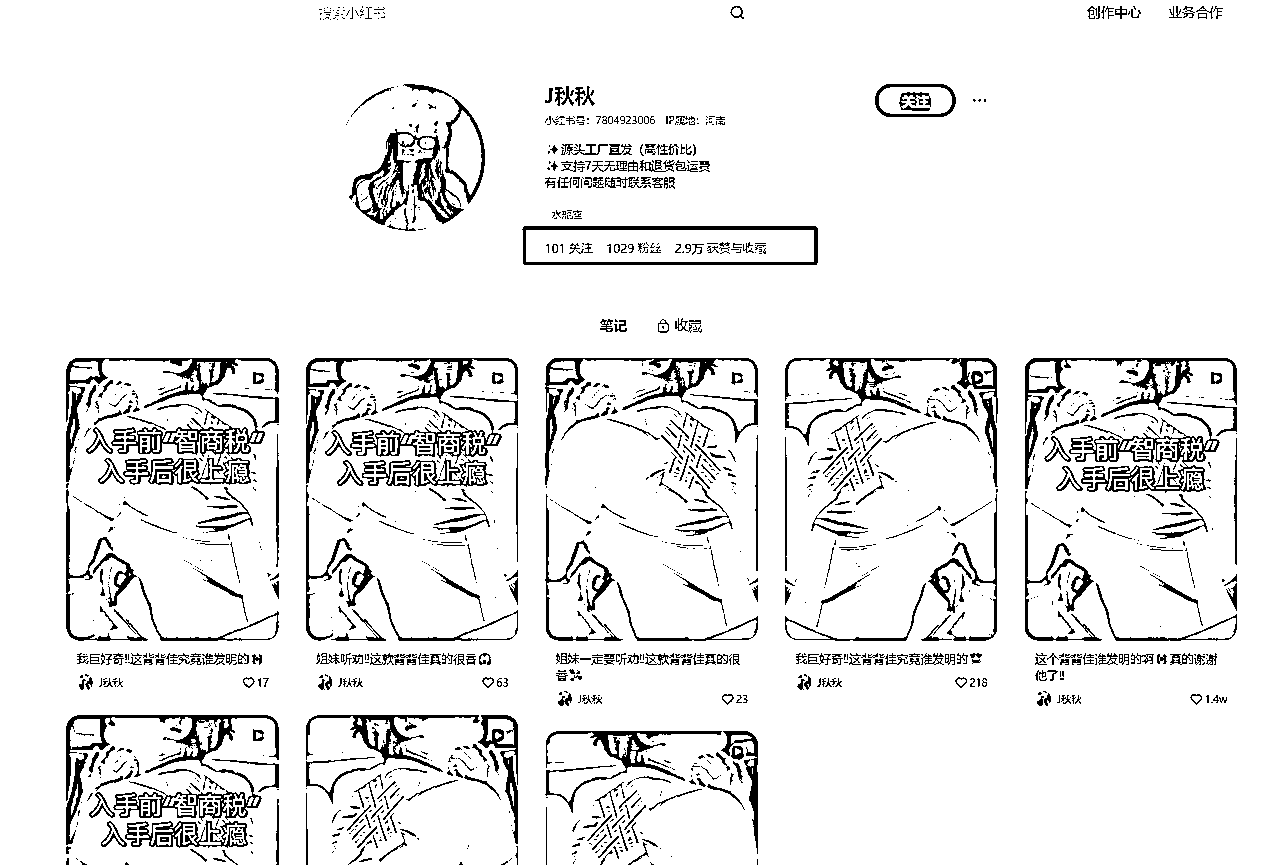 搜索小红书
创作中心 业务合作
J秋秋
关注
小红书号：7804923006 IP属地：河南
源头工厂直发（高性价比）
支持7天无理由和退货包运费
有任何问题随时联系客服
水瓶座
101 关注 1029 粉丝 2.9万 获赞与收藏
笔记 收藏
入手前“智商税”
入手后很上瘾
入手前“智商税”
入手后很上瘾
入手前“智商税”
入手后很上瘾
我巨好奇!!这背背佳究竟谁发明的
J秋秋 17
姐妹听劝!!这款背背佳真的很香
J秋秋 63
姐妹一定要听劝!!这款背背佳真的很
香
J秋秋 23
我巨好奇!!这背背佳究竟谁发明的
J秋秋 218
这个背背佳谁发明的啊 真的谢谢
他了!!
J秋秋 1.4w
入手前“智商税”
入手后很上瘾